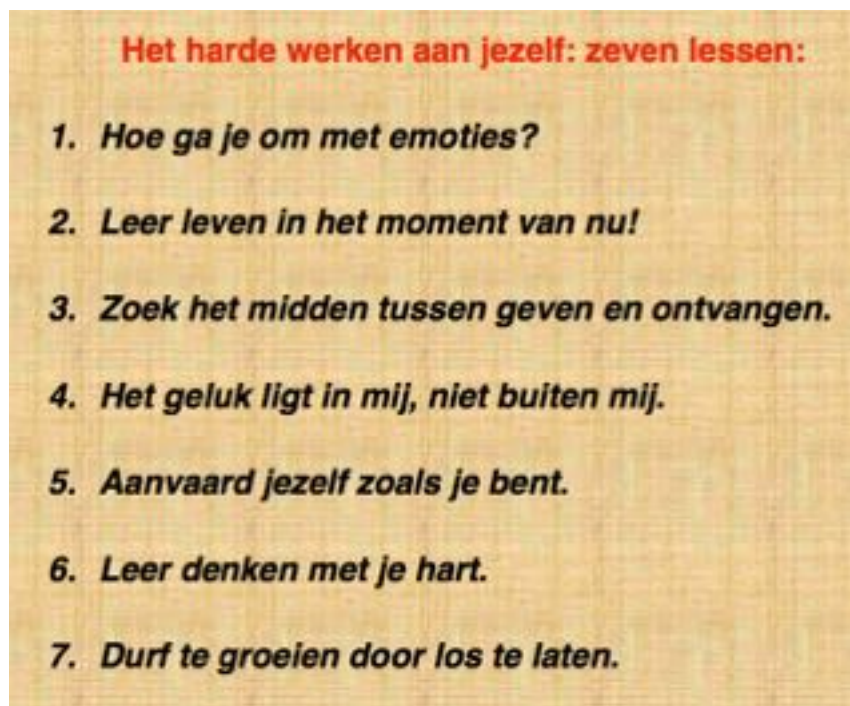 Het harde werken aan jezelf: zeven lessen:
1. Hoe ga je om met emoties?
2. Leer leven in het moment van nu!
3. Zoek het midden tussen geven en ontvangen.
4. Het geluk ligt in mij, niet buiten mij.
5. Aanvaard jezelf zoals je bent.
6. Leer denken met je hart.
7. Durf te groeien door los te laten.